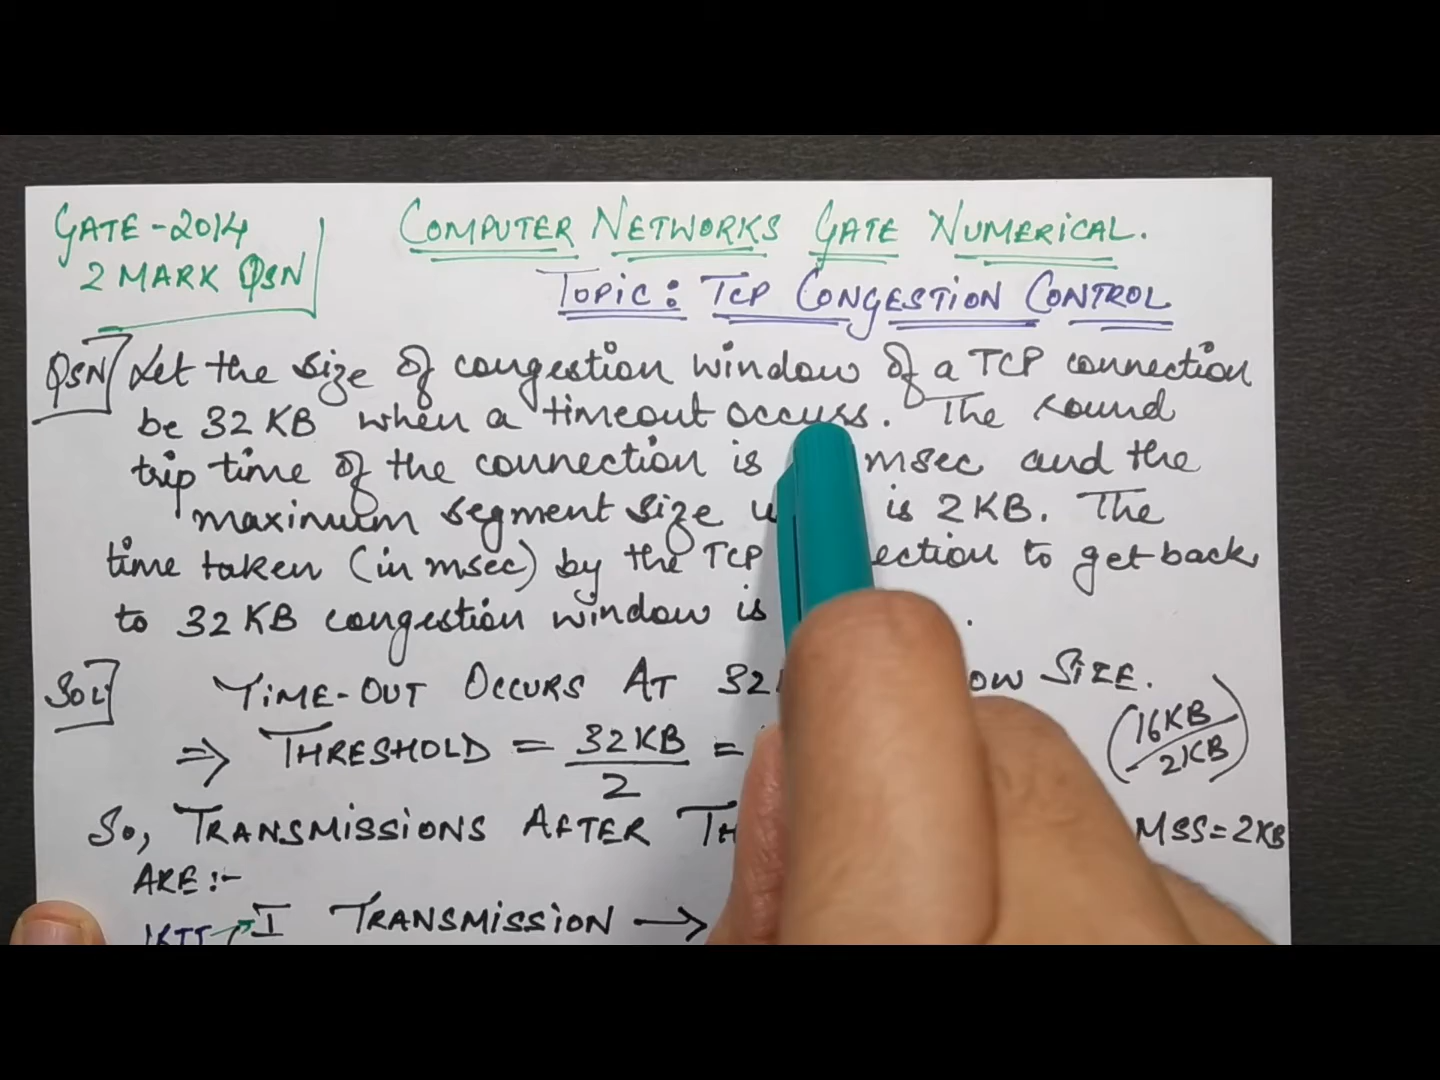 GATE-2014
2 MARK QSN
COMPUTER NETWORKS GATE NUMERICAL.
TOPIC: TCP CONGESTION CONTROL
QSN Let the size of congestion window of a TCP connection
be 32 KB when a timeout occurs. The round
trip time of the connection is msec and the
maximum segment size is 2KB. The
time taken (in msec) by the TCP ection to get back
to 32 KB congestion window is .
SOL TIME-OUT OCCURS AT 32 OW SIZE.
⇒ THRESHOLD = 32KB/2 = (16KB/2KB)
So, TRANSMISSIONS AFTER MSS=2KB
ARE :-
1RTT I TRANSMISSION →